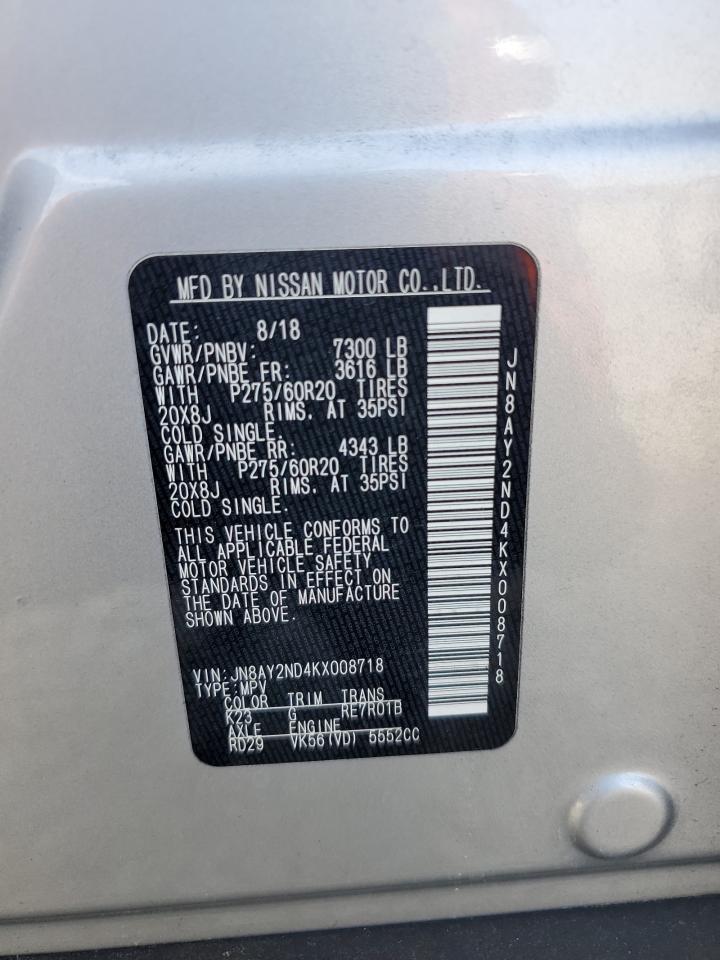 MFD BY NISSAN MOTOR CO.,LTD.
DATE: 8/18
GVWR/PNBV: 7300 LB
GAWR/PNBE FR: 3616 LB
WITH P275/60R20 TIRES
20X8J RIMS, AT 35PSI
COLD SINGLE.
GAWR/PNBE RR: 4343 LB
WITH P275/60R20 TIRES
20X8J RIMS, AT 35PSI
COLD SINGLE.
THIS VEHICLE CONFORMS TO
ALL APPLICABLE FEDERAL
MOTOR VEHICLE SAFETY
STANDARDS IN EFFECT ON
THE DATE OF MANUFACTURE
SHOWN ABOVE.
VIN:JN8AY2ND4KX008718
TYPE:MPV
COLOR TRIM TRANS
K23 G RE7R01B
AXLE ENGINE
RD29 VK56(VD) 5552CC
JN8AY2ND4KX008718